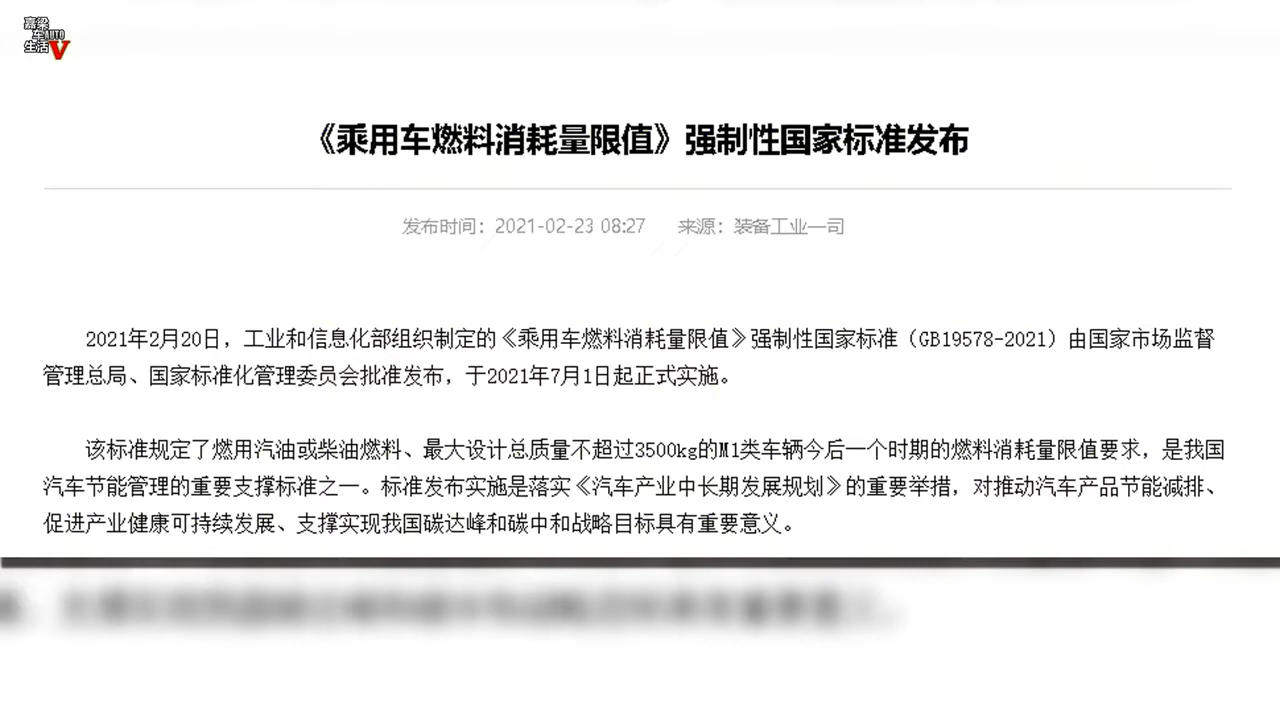 嘉梁
车AUTO
生活V
《乘用车燃料消耗量限值》强制性国家标准发布
发布时间：2021-02-23 08:27 来源：装备工业一司
2021年2月20日，工业和信息化部组织制定的《乘用车燃料消耗量限值》强制性国家标准（GB19578-2021）由国家市场监督
管理总局、国家标准化管理委员会批准发布，于2021年7月1日起正式实施。
该标准规定了燃用汽油或柴油燃料、最大设计总质量不超过3500kg的M1类车辆今后一个时期的燃料消耗量限值要求，是我国
汽车节能管理的重要支撑标准之一。标准发布实施是落实《汽车产业中长期发展规划》的重要举措，对推动汽车产品节能减排、
促进产业健康可持续发展、支撑实现我国碳达峰和碳中和战略目标具有重要意义。